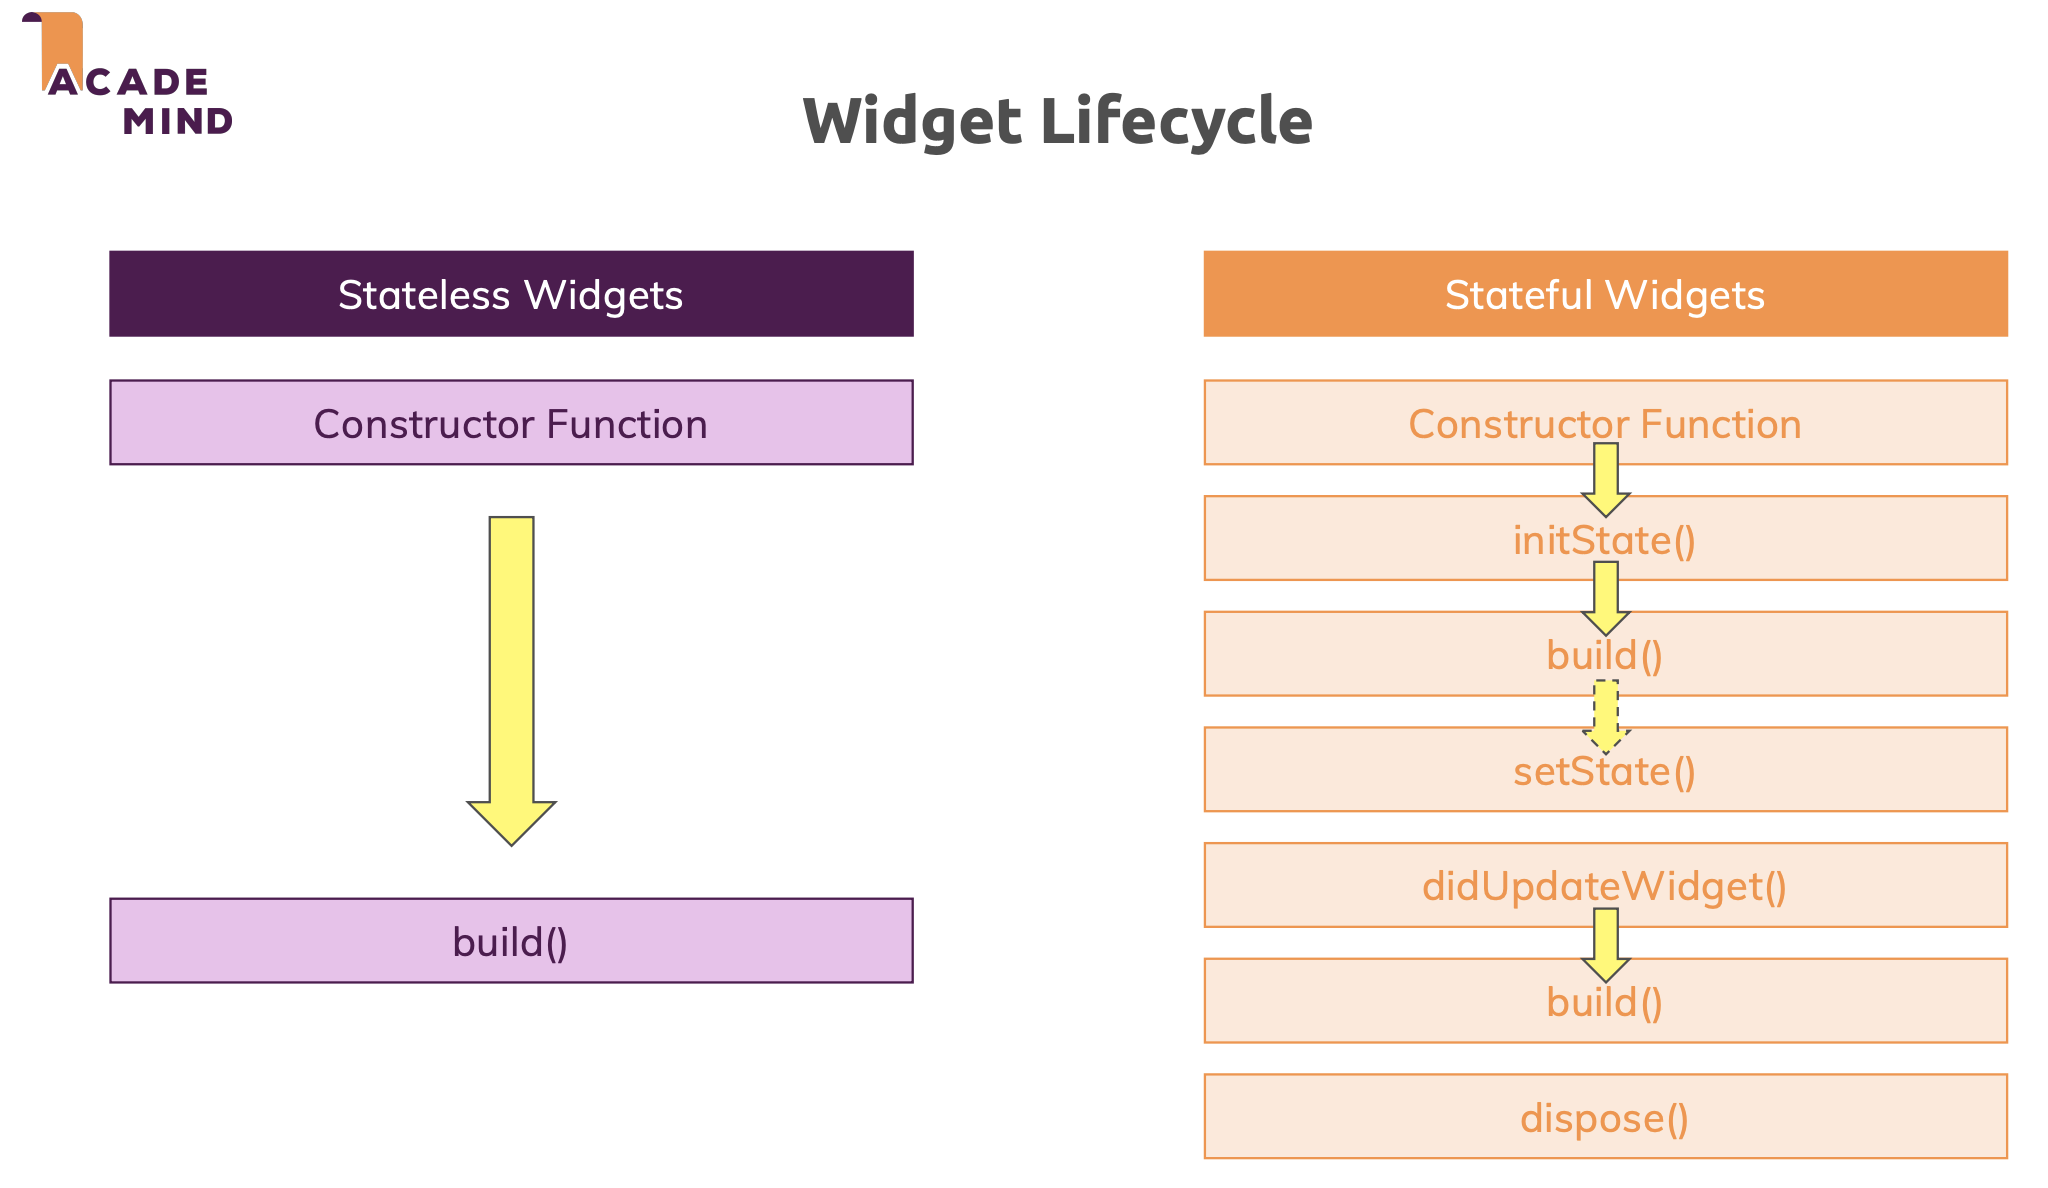 ACADE
MIND
Widget Lifecycle
Stateless Widgets
Constructor Function
build()
Stateful Widgets
Constructor Function
initState()
build()
setState()
didUpdateWidget()
build()
dispose()